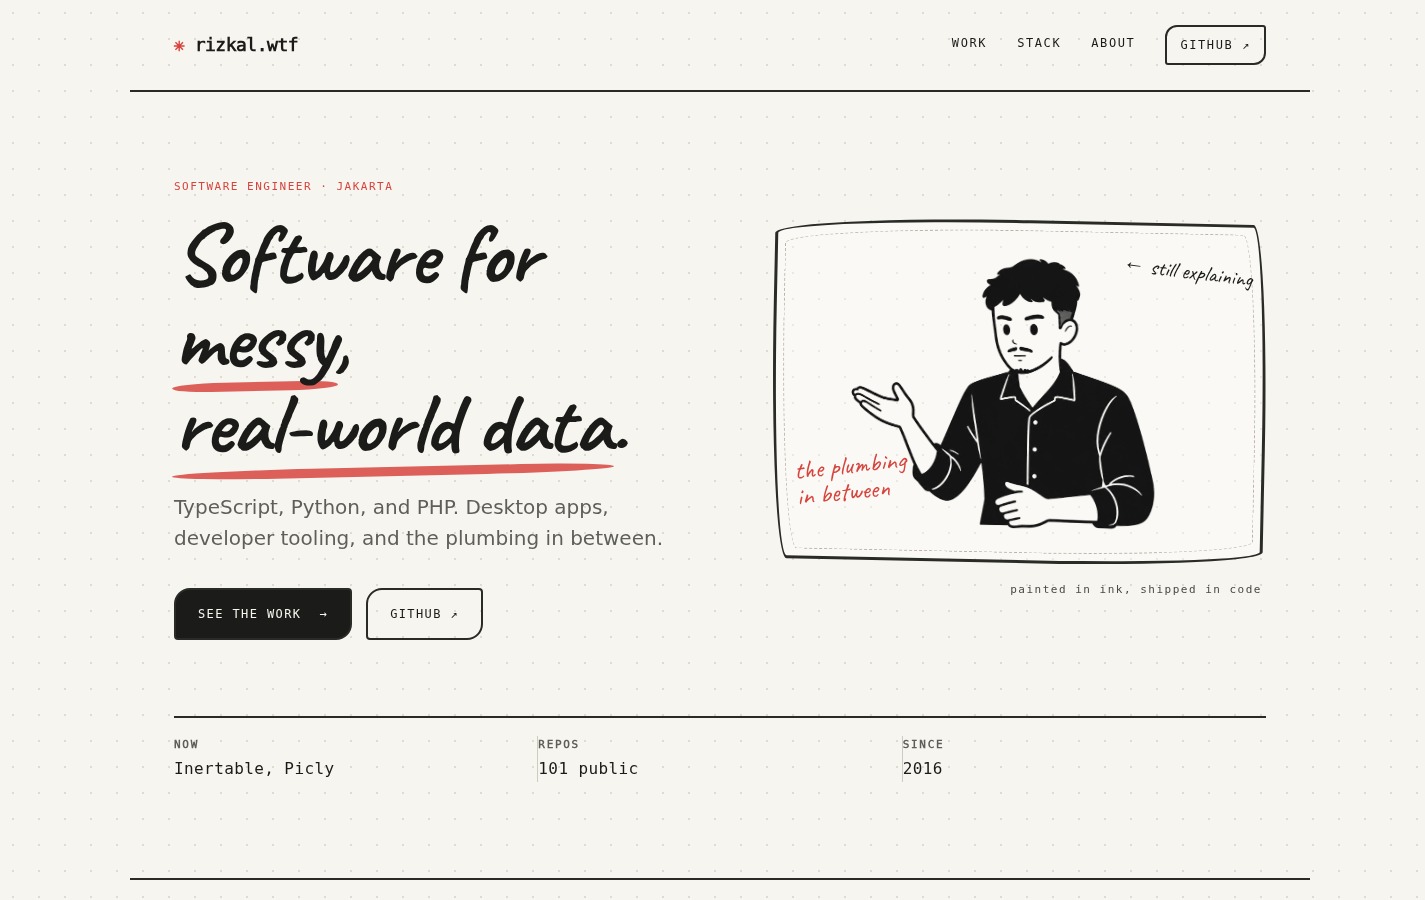 ✳ rizkal.wtf
WORK STACK ABOUT GITHUB ↗
SOFTWARE ENGINEER · JAKARTA
Software for
messy,
real-world data.
TypeScript, Python, and PHP. Desktop apps,
developer tooling, and the plumbing in between.
SEE THE WORK →
GITHUB ↗
← still explaining
the plumbing
in between
painted in ink, shipped in code
NOW
Inertable, Picly
REPOS
101 public
SINCE
2016